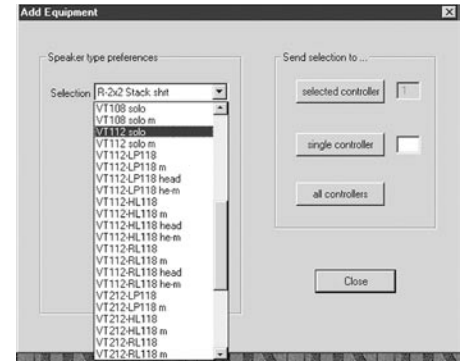 Add Equipment
Speaker type preferences
Selection R-2x2 Stack shrt
VT108 solo
VT108 solo m
VT112 solo
VT112 solo m
VT112-LP118
VT112-LP118 m
VT112-LP118 head
VT112-LP118 he-m
VT112-HL118
VT112-HL118 m
VT112-HL118 head
VT112-HL118 he-m
VT112-RL118
VT112-RL118 m
VT112-RL118 head
VT112-RL118 he-m
VT212-LP118
VT212-HL118
VT212-HL118 m
VT212-RL118
VT212-RL118 m
Send selection to ...
selected controller 1
single controller
all controllers
Close